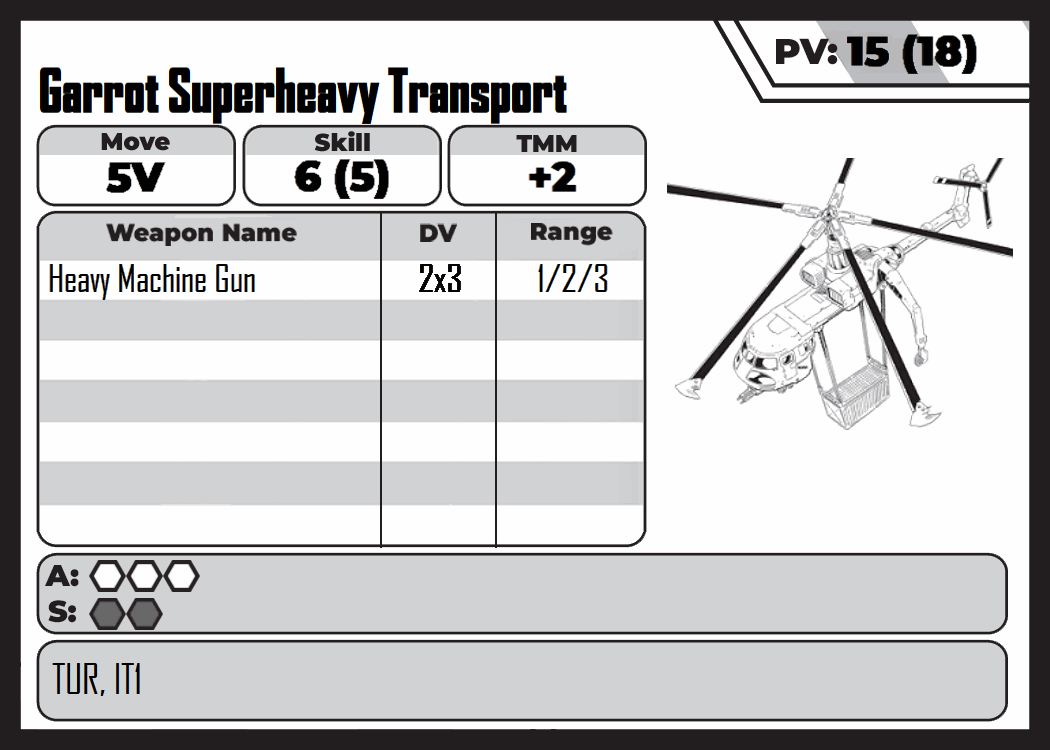 PV: 15 (18)
Garrot Superheavy Transport
Move Skill TMM
5V 6 (5) +2
Weapon Name DV Range
Heavy Machine Gun 2x3 1/2/3
A:
S:
TUR, IT1